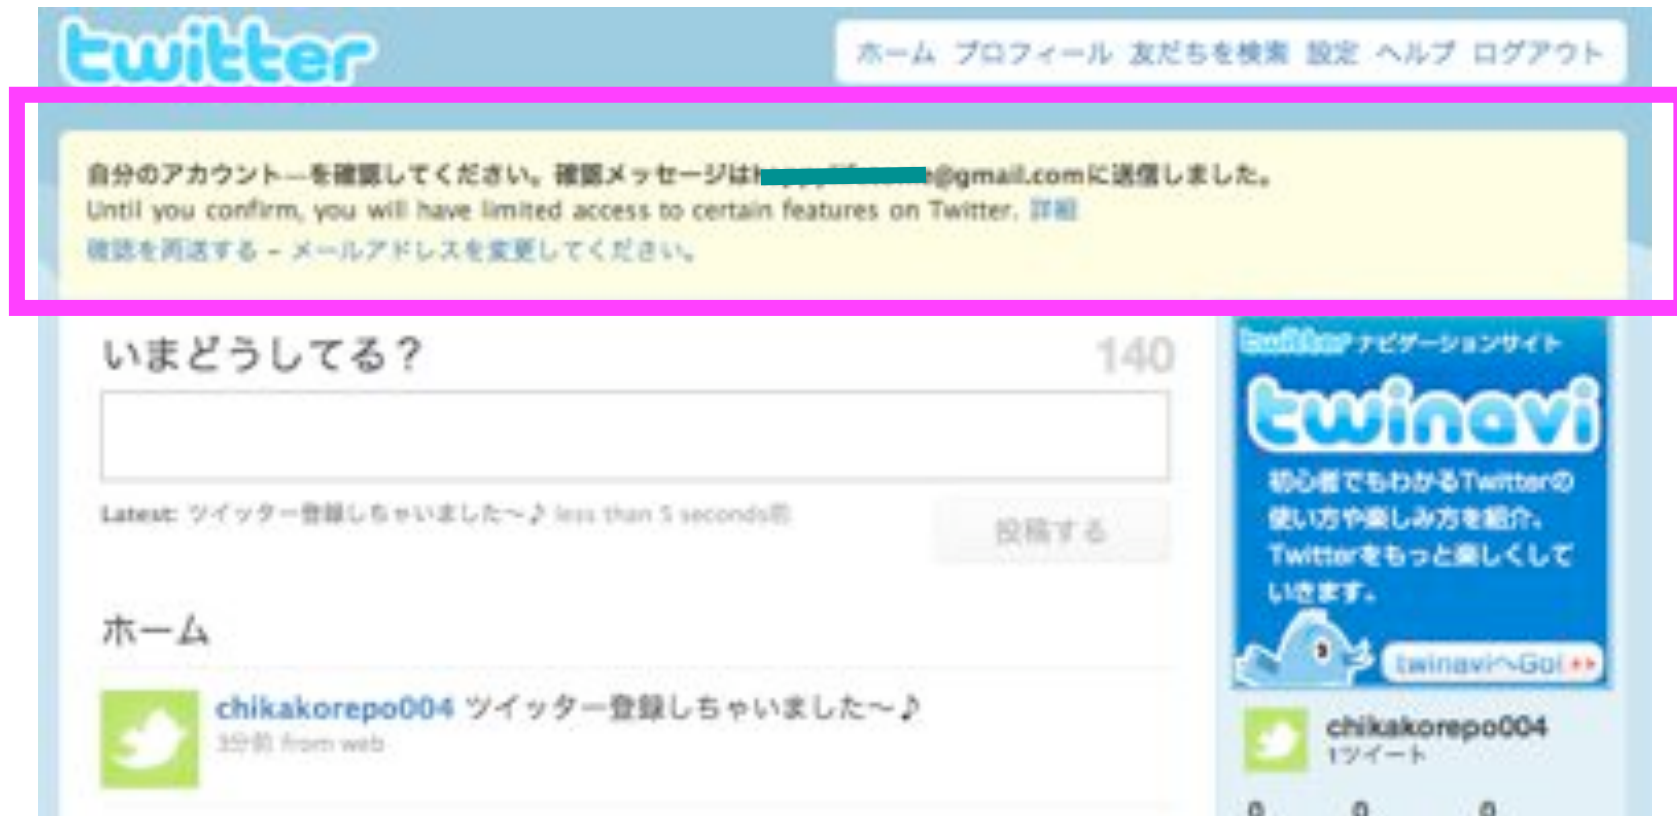 twitter
ホーム プロフィール 友だちを検索 設定 ヘルプ ログアウト
自分のアカウント—を確認してください。確認メッセージは e@gmail.comに送信しました。
Until you confirm, you will have limited access to certain features on Twitter. 詳細
確認を再送する – メールアドレスを変更してください。
いまどうしてる？
140
Latest: ツイッター登録しちゃいました〜♪ less than 5 seconds前
投稿する
ホーム
chikakorepo004 ツイッター登録しちゃいました〜♪
3分前 from web
twitter ナビゲーションサイト
twinavi
初心者でもわかるTwitterの
使い方や楽しみ方を紹介。
Twitterをもっと楽しくして
いきます。
twinaviへGo!
chikakorepo004
1ツイート
0 0 0